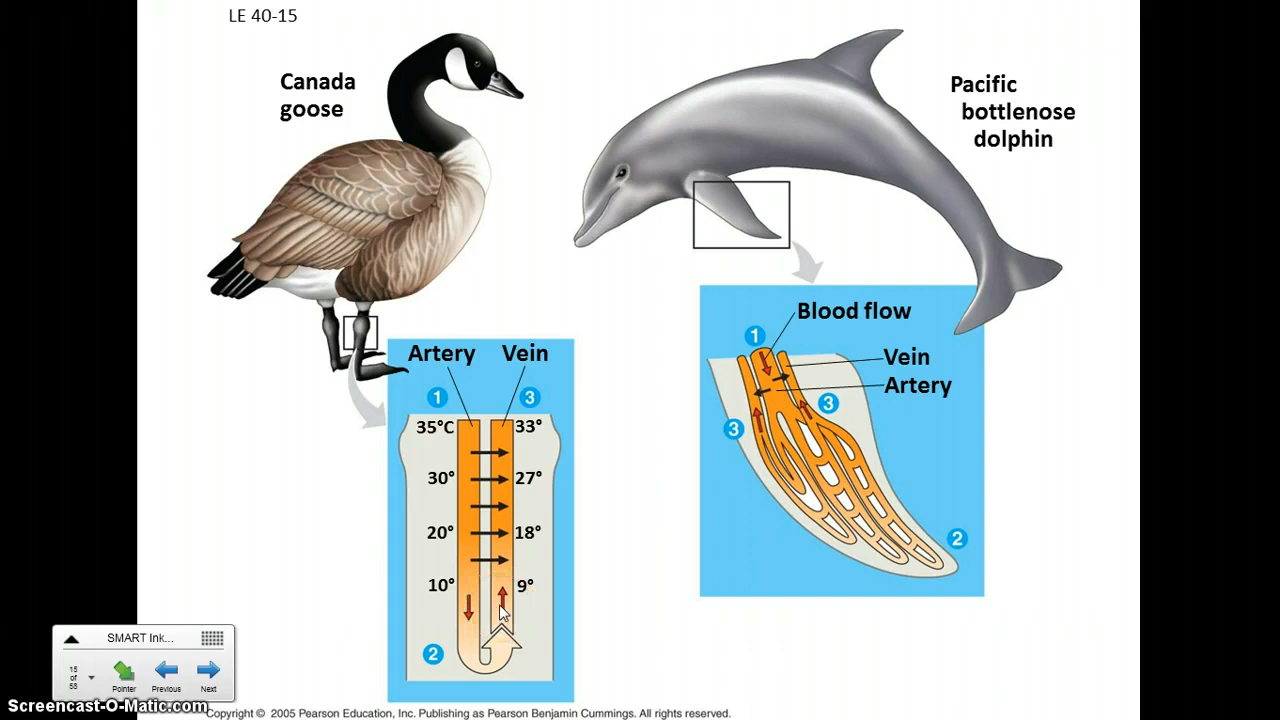 LE 40-15
Canada
goose
Pacific
bottlenose
dolphin
Artery Vein
1 3
35°C 33°
30° 27°
20° 18°
10° 9°
2
Blood flow
1
Vein
Artery
3
3
2
SMART Ink...
15
of
53
Pointer Previous Next
Screencast-O-Matic.com
Copyright © 2005 Pearson Education, Inc. Publishing as Pearson Benjamin Cummings. All rights reserved.